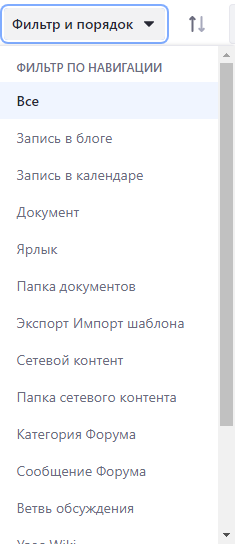 Фильтр и порядок
ФИЛЬТР ПО НАВИГАЦИИ
Все
Запись в блоге
Запись в календаре
Документ
Ярлык
Папка документов
Экспорт Импорт шаблона
Сетевой контент
Папка сетевого контента
Категория Форума
Сообщение Форума
Ветвь обсуждения
Узел Wiki